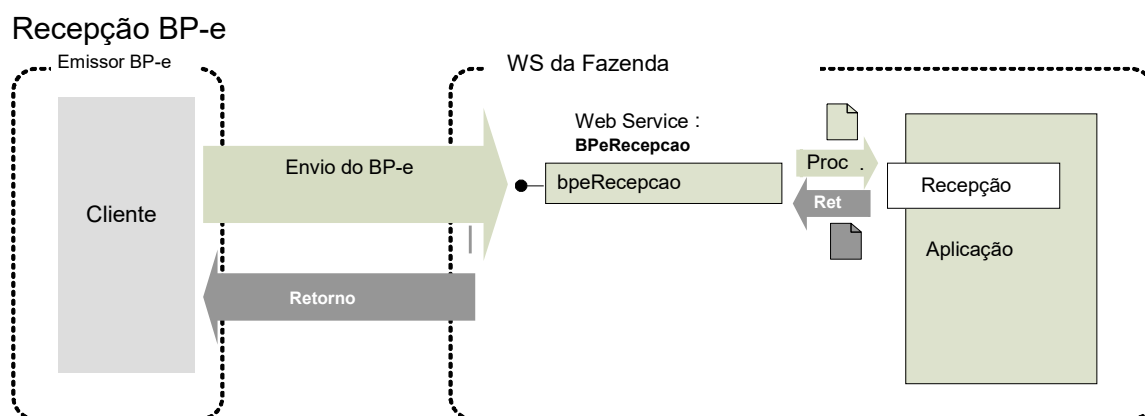 Recepção BP-e
Emissor BP-e
WS da Fazenda
Web Service :
BPeRecepcao
Envio do BP-e
Proc .
bpeRecepcao
Recepção
Cliente
Ret
Aplicação
Retorno